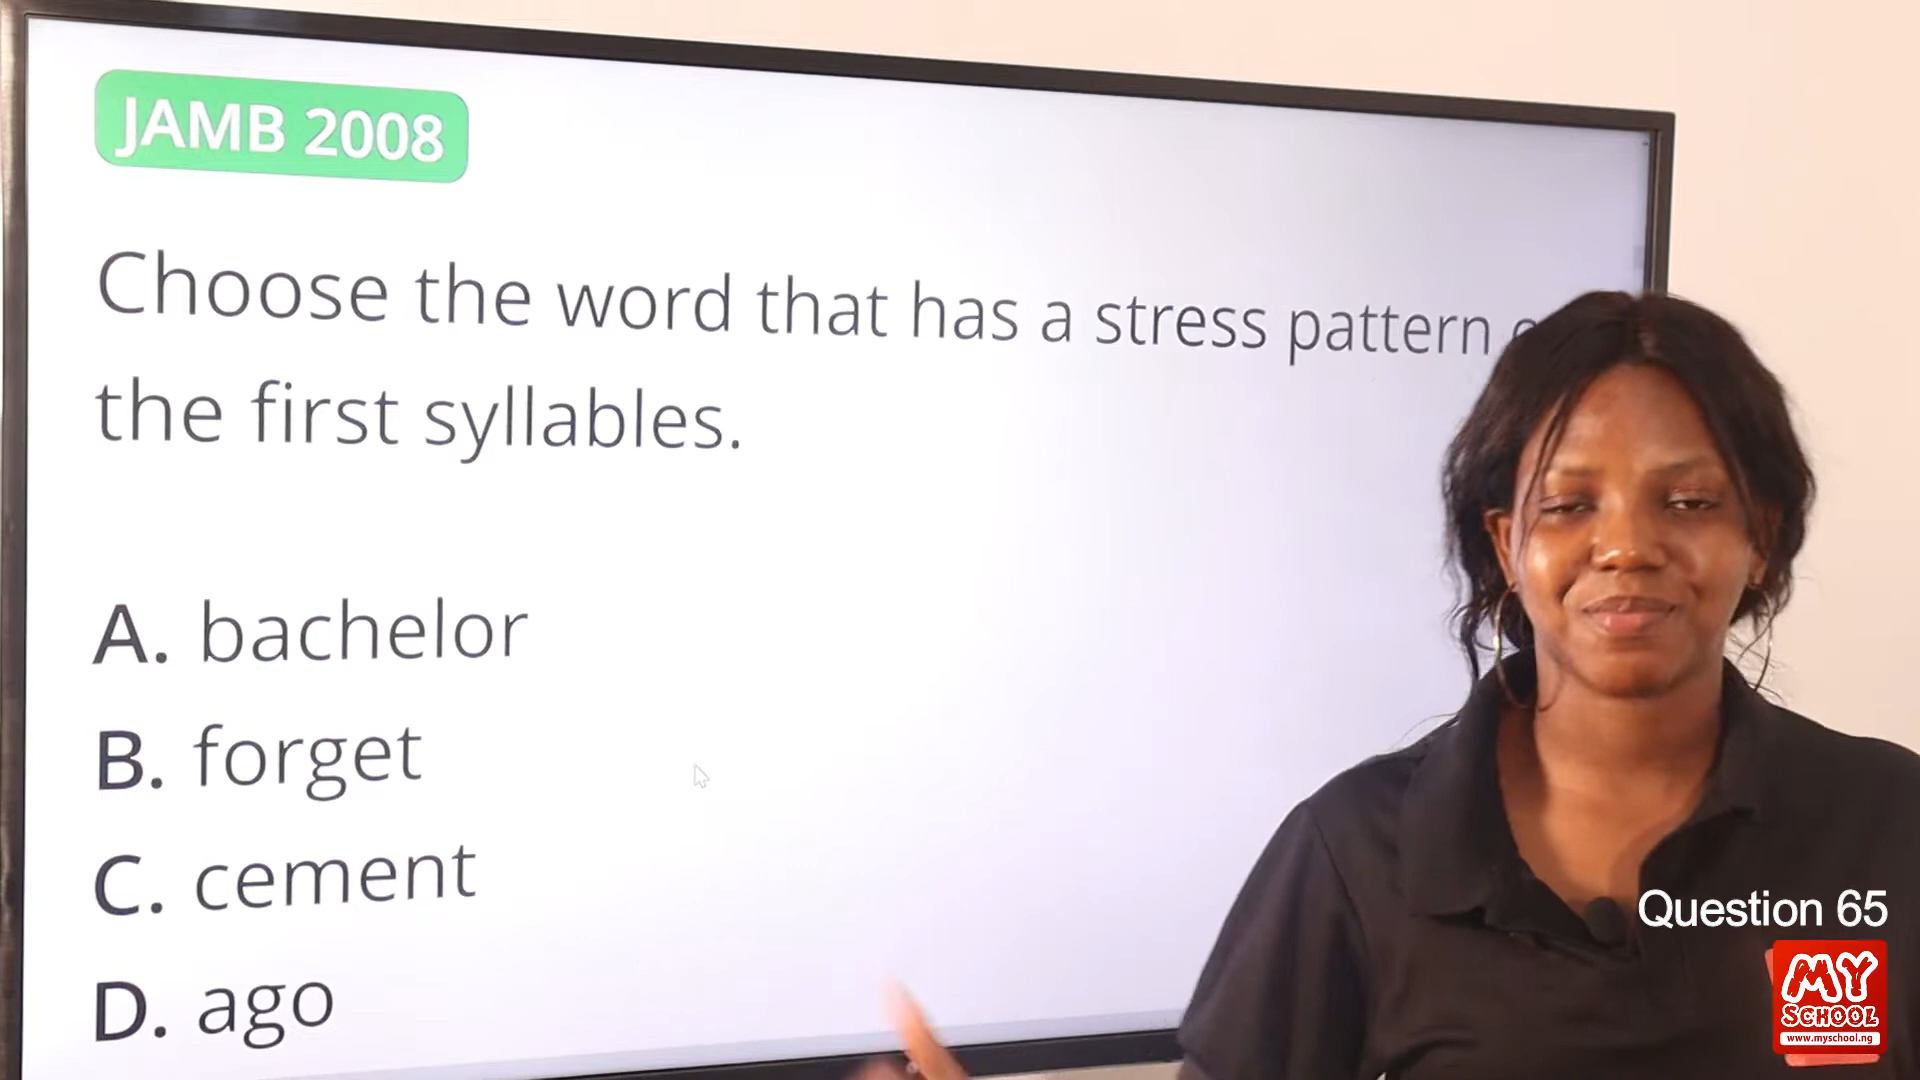 JAMB 2008
Choose the word that has a stress pattern
the first syllables.
A. bachelor
B. forget
C. cement
D. ago
Question 65
MY
SCHOOL
www.myschool.ng